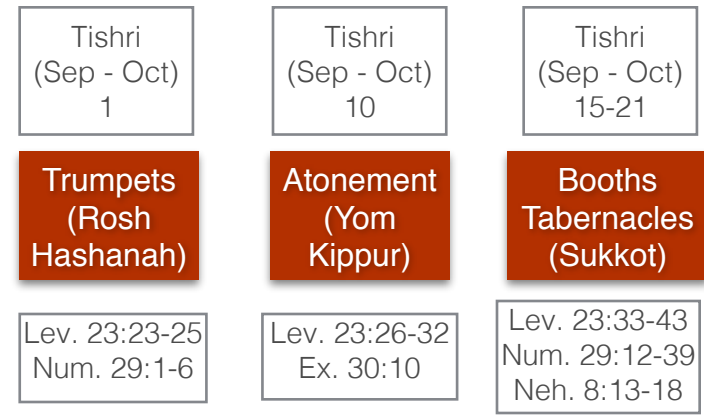 Tishri
(Sep - Oct)
1
Tishri
(Sep - Oct)
10
Tishri
(Sep - Oct)
15-21
Trumpets
(Rosh
Hashanah)
Atonement
(Yom
Kippur)
Booths
Tabernacles
(Sukkot)
Lev. 23:23-25
Num. 29:1-6
Lev. 23:26-32
Ex. 30:10
Lev. 23:33-43
Num. 29:12-39
Neh. 8:13-18